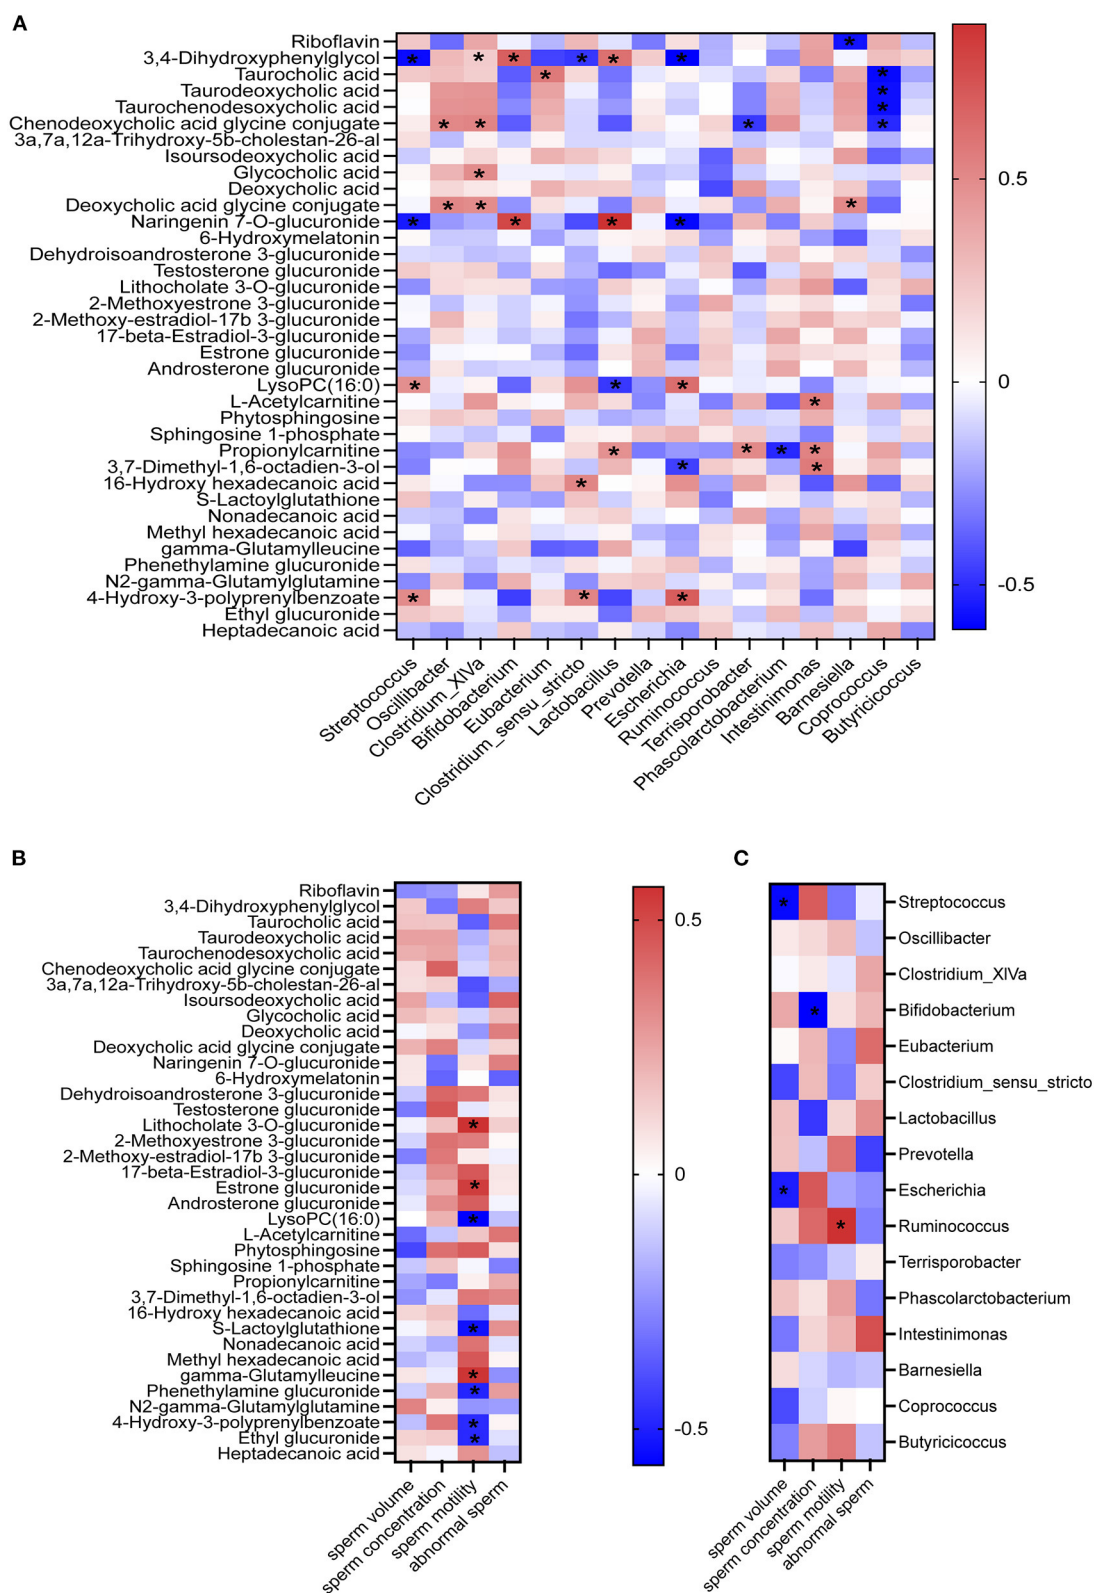 A
Riboflavin
3,4-Dihydroxyphenylglycol
Taurocholic acid
Taurodeoxycholic acid
Taurochenodesoxycholic acid
Chenodeoxycholic acid glycine conjugate
3a,7a,12a-Trihydroxy-5b-cholestan-26-al
Isoursodeoxycholic acid
Glycocholic acid
Deoxycholic acid
Deoxycholic acid glycine conjugate
Naringenin 7-O-glucuronide
6-Hydroxymelatonin
Dehydroisoandrosterone 3-glucuronide
Testosterone glucuronide
Lithocholate 3-O-glucuronide
2-Methoxyestrone 3-glucuronide
2-Methoxy-estradiol-17b 3-glucuronide
17-beta-Estradiol-3-glucuronide
Estrone glucuronide
Androsterone glucuronide
LysoPC(16:0)
L-Acetylcarnitine
Phytosphingosine
Sphingosine 1-phosphate
Propionylcarnitine
3,7-Dimethyl-1,6-octadien-3-ol
16-Hydroxy hexadecanoic acid
S-Lactoylglutathione
Nonadecanoic acid
Methyl hexadecanoic acid
gamma-Glutamylleucine
Phenethylamine glucuronide
N2-gamma-Glutamylglutamine
4-Hydroxy-3-polyprenylbenzoate
Ethyl glucuronide
Heptadecanoic acid
Streptococcus
Oscillibacter
Clostridium_XIVa
Bifidobacterium
Eubacterium
Clostridium_sensu_stricto
Lactobacillus
Prevotella
Escherichia
Ruminococcus
Terrisporobacter
Phascolarctobacterium
Intestinimonas
Barnesiella
Coprococcus
Butyricicoccus
0.5
0
-0.5
B
Riboflavin
3,4-Dihydroxyphenylglycol
Taurocholic acid
Taurodeoxycholic acid
Taurochenodesoxycholic acid
Chenodeoxycholic acid glycine conjugate
3a,7a,12a-Trihydroxy-5b-cholestan-26-al
Isoursodeoxycholic acid
Glycocholic acid
Deoxycholic acid
Deoxycholic acid glycine conjugate
Naringenin 7-O-glucuronide
6-Hydroxymelatonin
Dehydroisoandrosterone 3-glucuronide
Testosterone glucuronide
Lithocholate 3-O-glucuronide
2-Methoxyestrone 3-glucuronide
2-Methoxy-estradiol-17b 3-glucuronide
17-beta-Estradiol-3-glucuronide
Estrone glucuronide
Androsterone glucuronide
LysoPC(16:0)
L-Acetylcarnitine
Phytosphingosine
Sphingosine 1-phosphate
Propionylcarnitine
3,7-Dimethyl-1,6-octadien-3-ol
16-Hydroxy hexadecanoic acid
S-Lactoylglutathione
Nonadecanoic acid
Methyl hexadecanoic acid
gamma-Glutamylleucine
Phenethylamine glucuronide
N2-gamma-Glutamylglutamine
4-Hydroxy-3-polyprenylbenzoate
Ethyl glucuronide
Heptadecanoic acid
sperm volume
sperm concentration
sperm motility
abnormal sperm
0.5
0
-0.5
C
Streptococcus
Oscillibacter
Clostridium_XIVa
Bifidobacterium
Eubacterium
Clostridium_sensu_stricto
Lactobacillus
Prevotella
Escherichia
Ruminococcus
Terrisporobacter
Phascolarctobacterium
Intestinimonas
Barnesiella
Coprococcus
Butyricicoccus
sperm volume
sperm concentration
sperm motility
abnormal sperm